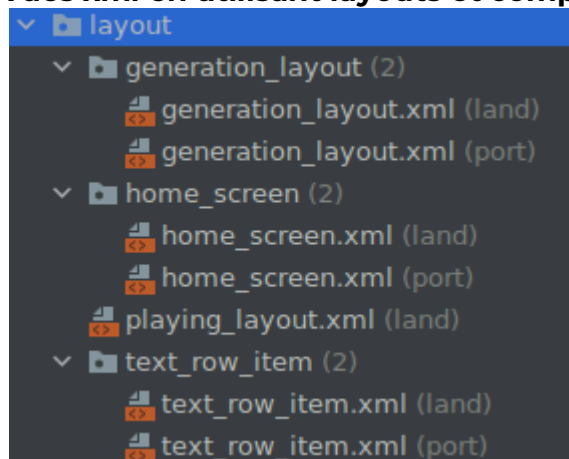 layout
generation_layout (2)
generation_layout.xml (land)
generation_layout.xml (port)
home_screen (2)
home_screen.xml (land)
home_screen.xml (port)
playing_layout.xml (land)
text_row_item (2)
text_row_item.xml (land)
text_row_item.xml (port)